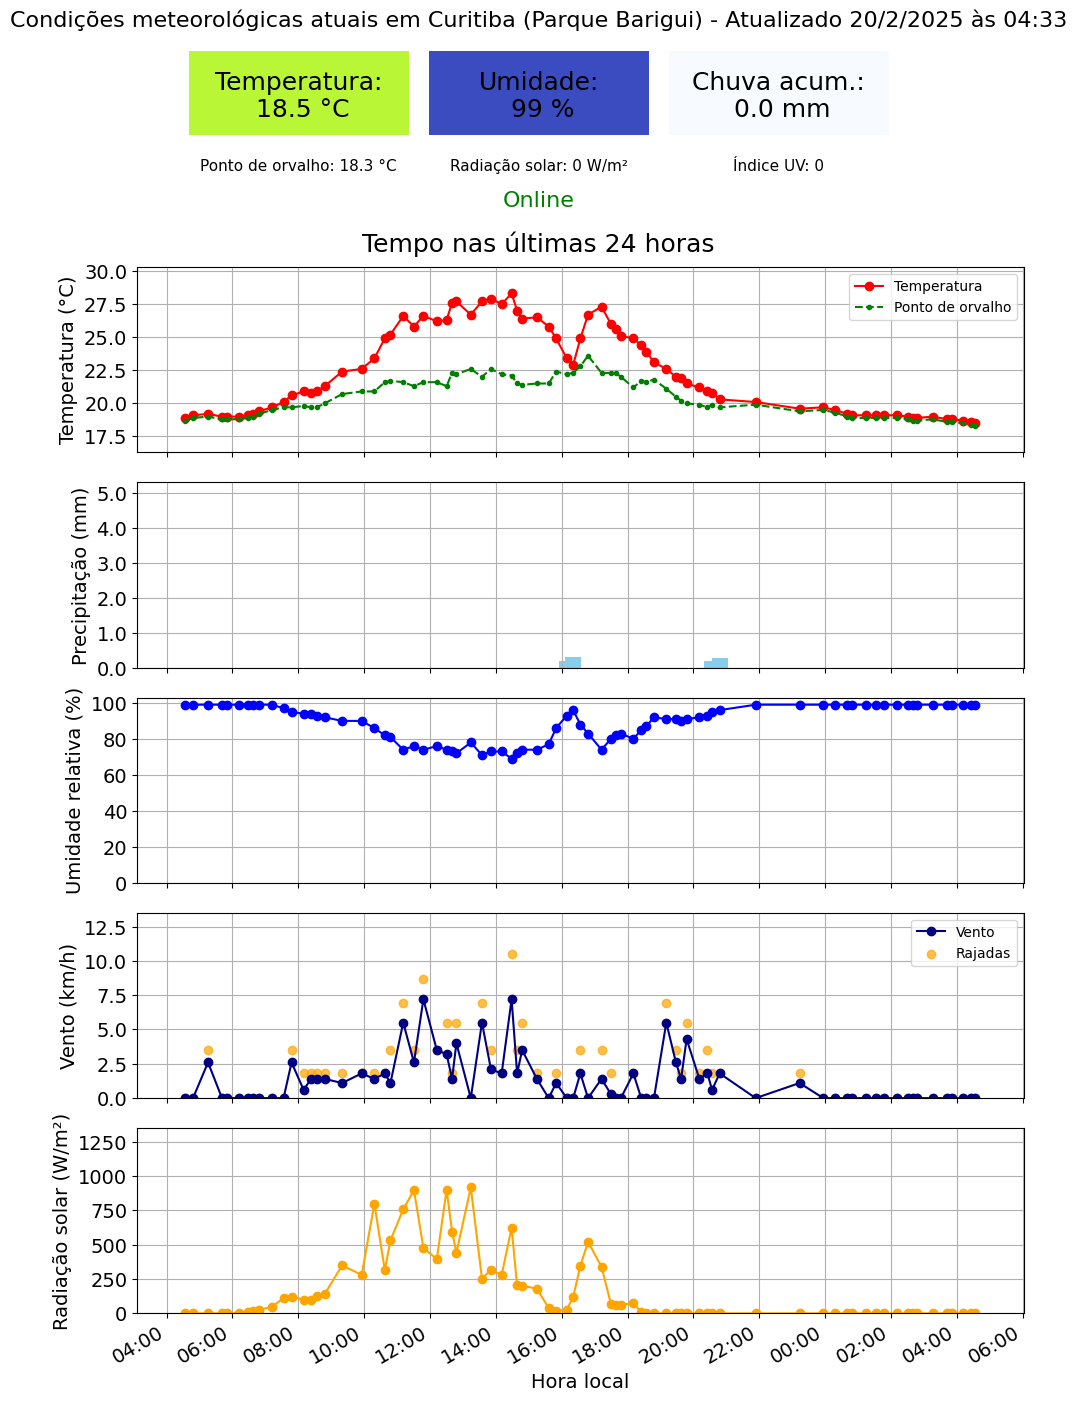 Condições meteorológicas atuais em Curitiba (Parque Barigui) - Atualizado 20/2/2025 às 04:33
Temperatura:
18.5 °C
Umidade:
99 %
Chuva acum.:
0.0 mm
Ponto de orvalho: 18.3 °C
Radiação solar: 0 W/m²
Índice UV: 0
Online
Tempo nas últimas 24 horas
Temperatura (°C)
30.0
27.5
25.0
22.5
20.0
17.5
Temperatura
Ponto de orvalho
Precipitação (mm)
5.0
4.0
3.0
2.0
1.0
0.0
Umidade relativa (%)
100
80
60
40
20
0
Vento (km/h)
12.5
10.0
7.5
5.0
2.5
0.0
Vento
Rajadas
Radiação solar (W/m²)
1250
1000
750
500
250
0
04:00
06:00
08:00
10:00
12:00
14:00
16:00
18:00
20:00
22:00
00:00
02:00
04:00
06:00
Hora local